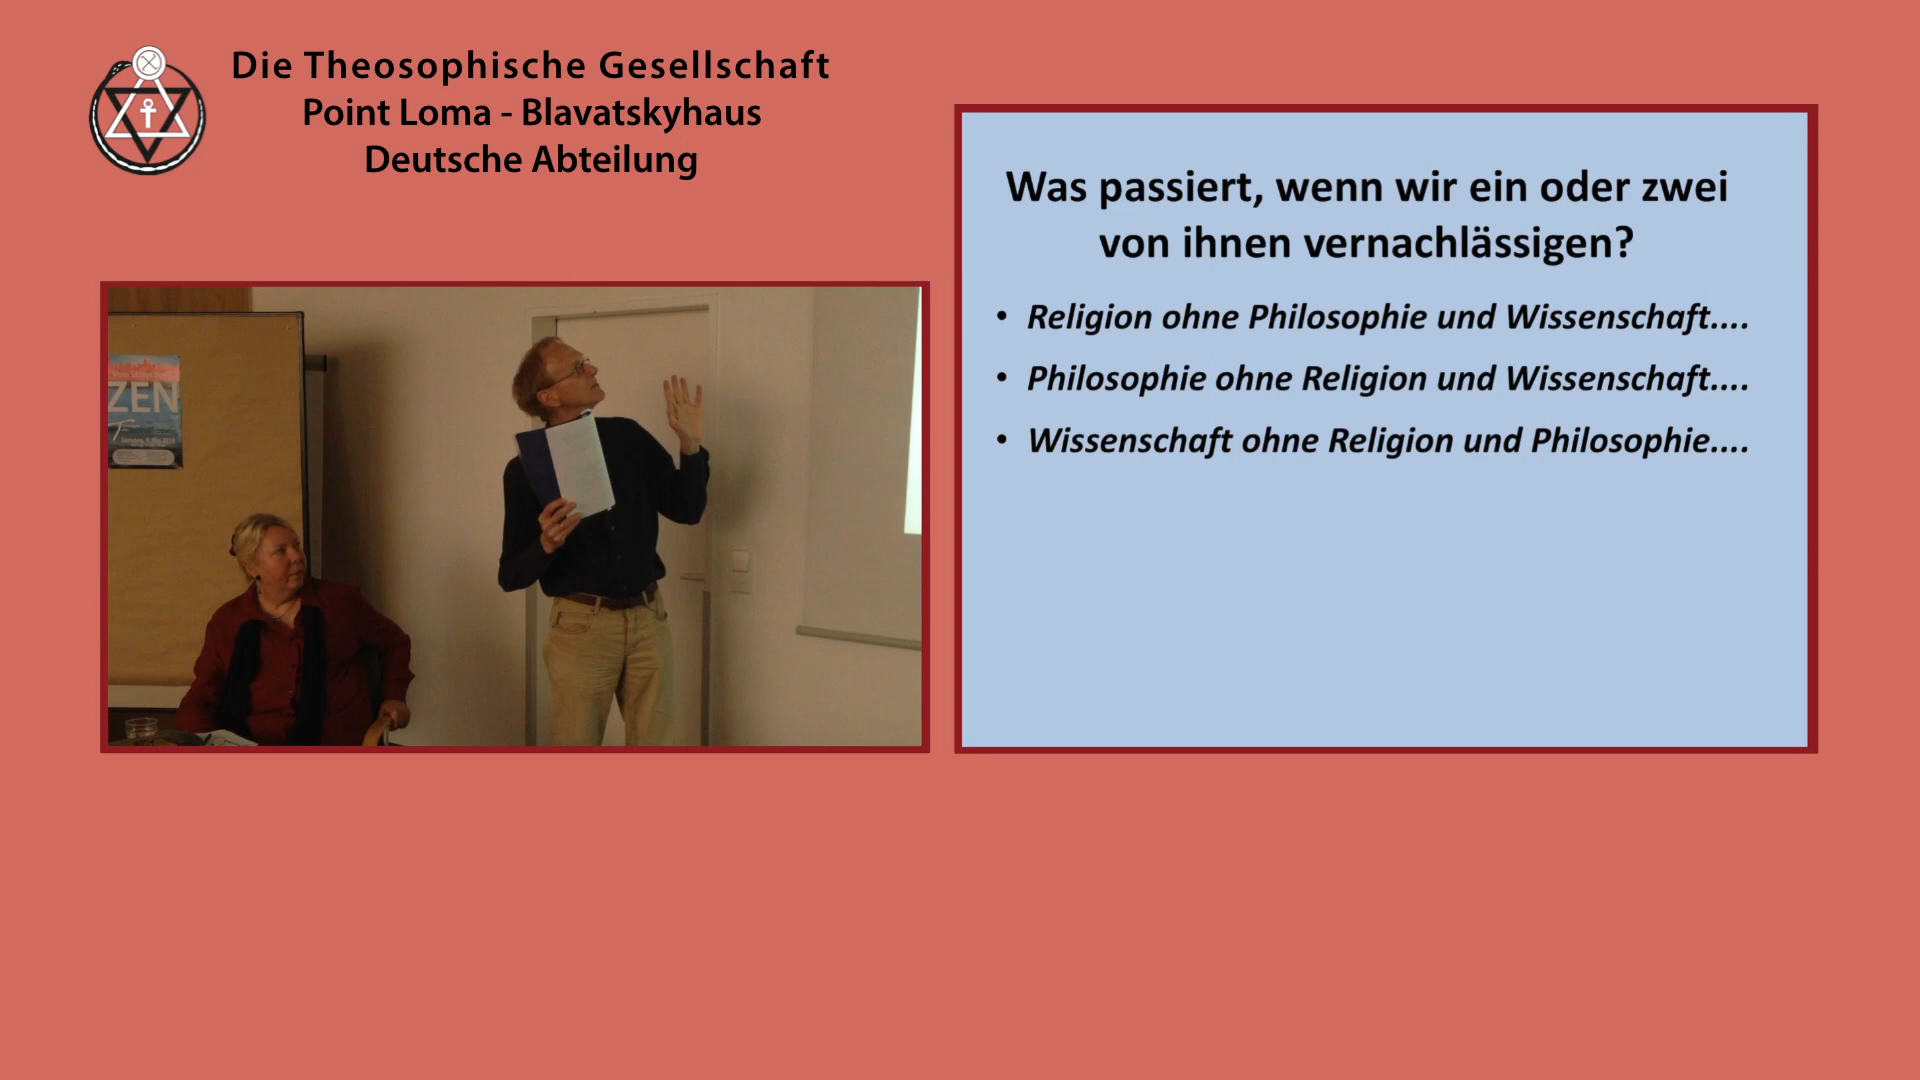 Die Theosophische Gesellschaft
Point Loma - Blavatskyhaus
Deutsche Abteilung
Was passiert, wenn wir ein oder zwei
von ihnen vernachlässigen?
• Religion ohne Philosophie und Wissenschaft....
• Philosophie ohne Religion und Wissenschaft....
• Wissenschaft ohne Religion und Philosophie....
ZEN